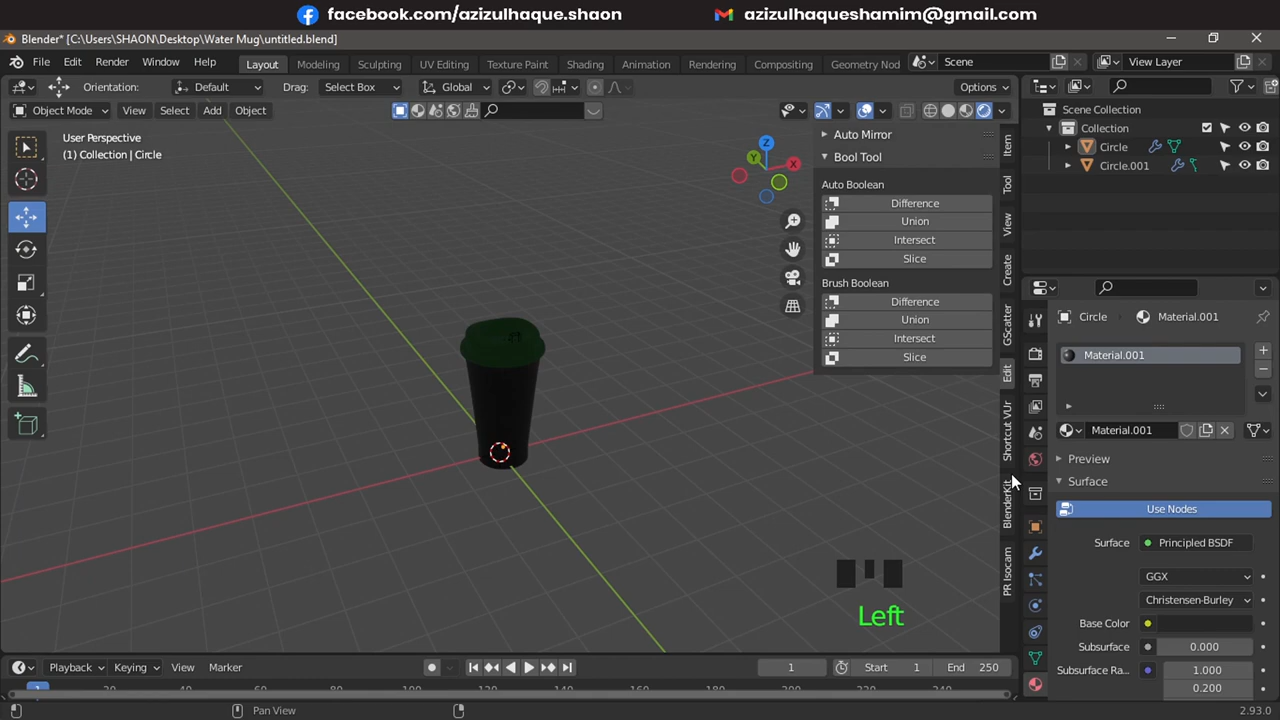 facebook.com/azizulhaque.shaon azizulhaqueshamim@gmail.com
Blender* [C:\Users\SHAON\Desktop\Water Mug\untitled.blend]
File Edit Render Window Help Layout Modeling Sculpting UV Editing Texture Paint Shading Animation Rendering Compositing Geometry Nod Scene View Layer
Orientation: Default Drag: Select Box Global Options
Object Mode View Select Add Object
User Perspective
(1) Collection | Circle
Z
Y
X
Auto Mirror
Bool Tool
Auto Boolean
Difference
Union
Intersect
Slice
Brush Boolean
Difference
Union
Intersect
Slice
Item
Tool
View
Create
GScatter
Edit
Shortcut VUr
BlenderKit
PR Isocam
Scene Collection
Collection
Circle
Circle.001
Circle Material.001
Material.001
Material.001
Preview
Surface
Use Nodes
Surface Principled BSDF
GGX
Christensen-Burley
Base Color
Subsurface 0.000
Subsurface Ra... 1.000
0.200
Left
Playback Keying View Marker 1 Start 1 End 250
Pan View 2.93.0